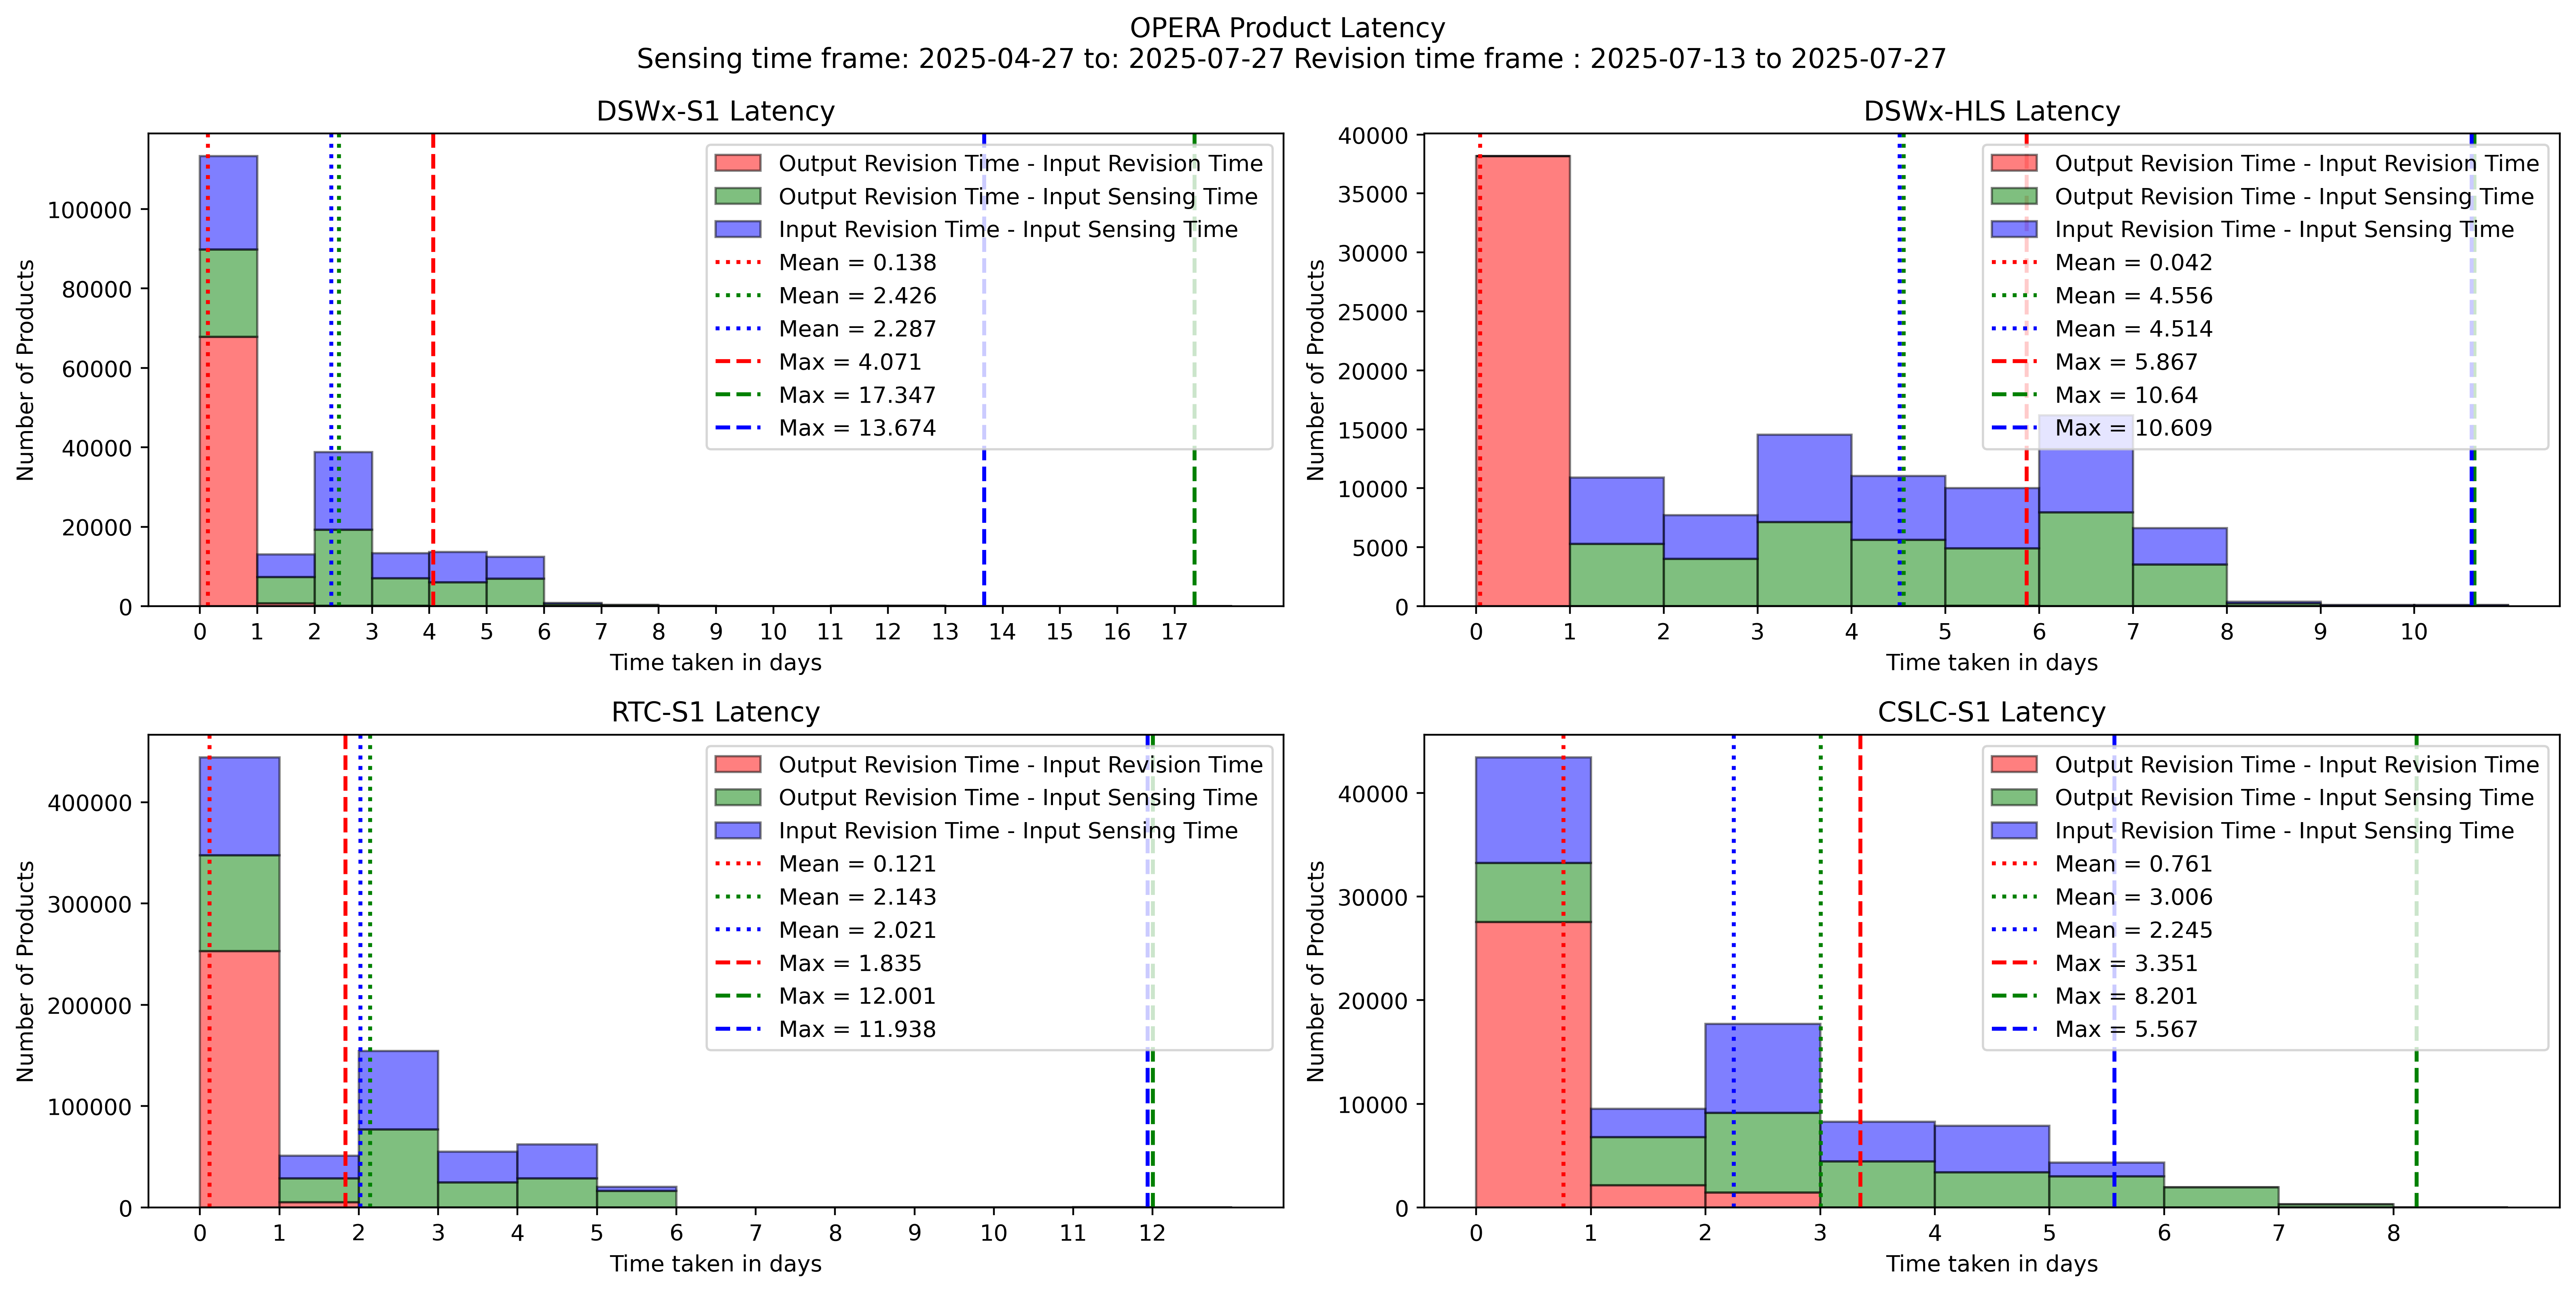 OPERA Product Latency
Sensing time frame: 2025-04-27 to: 2025-07-27 Revision time frame : 2025-07-13 to 2025-07-27
DSWx-S1 Latency
Number of Products
100000
80000
60000
40000
20000
0
Output Revision Time - Input Revision Time
Output Revision Time - Input Sensing Time
Input Revision Time - Input Sensing Time
Mean = 0.138
Mean = 2.426
Mean = 2.287
Max = 4.071
Max = 17.347
Max = 13.674
0 1 2 3 4 5 6 7 8 9 10 11 12 13 14 15 16 17
Time taken in days
DSWx-HLS Latency
Number of Products
40000
35000
30000
25000
20000
15000
10000
5000
0
Output Revision Time - Input Revision Time
Output Revision Time - Input Sensing Time
Input Revision Time - Input Sensing Time
Mean = 0.042
Mean = 4.556
Mean = 4.514
Max = 5.867
Max = 10.64
Max = 10.609
0 1 2 3 4 5 6 7 8 9 10
Time taken in days
RTC-S1 Latency
Number of Products
400000
300000
200000
100000
0
Output Revision Time - Input Revision Time
Output Revision Time - Input Sensing Time
Input Revision Time - Input Sensing Time
Mean = 0.121
Mean = 2.143
Mean = 2.021
Max = 1.835
Max = 12.001
Max = 11.938
0 1 2 3 4 5 6 7 8 9 10 11 12
Time taken in days
CSLC-S1 Latency
Number of Products
40000
30000
20000
10000
0
Output Revision Time - Input Revision Time
Output Revision Time - Input Sensing Time
Input Revision Time - Input Sensing Time
Mean = 0.761
Mean = 3.006
Mean = 2.245
Max = 3.351
Max = 8.201
Max = 5.567
0 1 2 3 4 5 6 7 8
Time taken in days